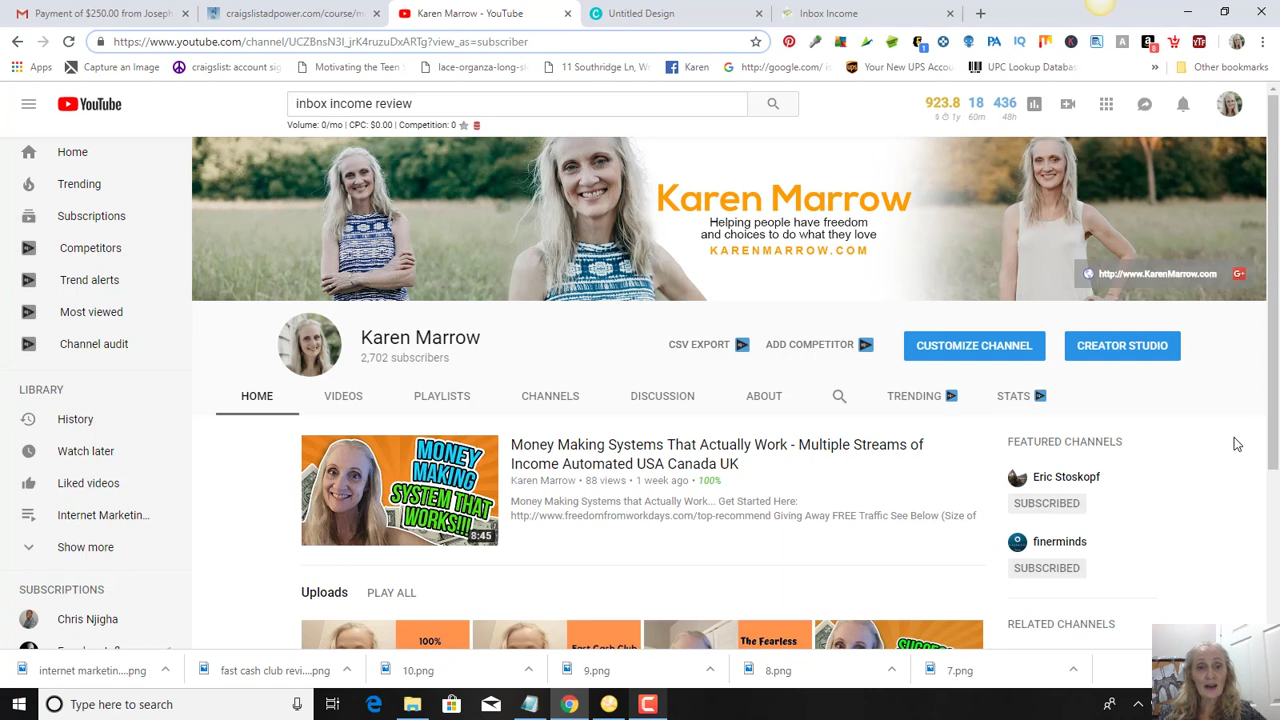 Payment of $250.00 from Joseph
craigslistadpower.com/course/m
Karen Marrow - YouTube
Untitled Design
Inbox Income
https://www.youtube.com/channel/UCZBnsN3I_jrK4ruzuDxARTg?view_as=subscriber
Apps
Capture an Image
craigslist: account sig
Motivating the Teen
lace-organza-long-sl
11 Southridge Ln, We
Karen
http://google.com/
Your New UPS Accou
UPC Lookup Databas
Other bookmarks
YouTube
inbox income review
923.8 18 436
1y 60m 48h
Volume: 0/mo | CPC: $0.00 | Competition: 0
Home
Trending
Subscriptions
Competitors
Trend alerts
Most viewed
Channel audit
LIBRARY
History
Watch later
Liked videos
Internet Marketin...
Show more
SUBSCRIPTIONS
Chris Njigha
Karen Marrow
Helping people have freedom
and choices to do what they love
KARENMARROW.COM
http://www.KarenMarrow.com
G+
Karen Marrow
2,702 subscribers
CSV EXPORT
ADD COMPETITOR
CUSTOMIZE CHANNEL
CREATOR STUDIO
HOME
VIDEOS
PLAYLISTS
CHANNELS
DISCUSSION
ABOUT
TRENDING
STATS
MONEY
MAKING
SYSTEM THAT
WORKS!!!
8:45
Money Making Systems That Actually Work - Multiple Streams of
Income Automated USA Canada UK
Karen Marrow • 88 views • 1 week ago • 100%
Money Making Systems that Actually Work... Get Started Here:
http://www.freedomfromworkdays.com/top-recommend Giving Away FREE Traffic See Below (Size of
FEATURED CHANNELS
Eric Stoskopf
SUBSCRIBED
finerminds
SUBSCRIBED
RELATED CHANNELS
Uploads
PLAY ALL
100%
Fast Cash Club
The Fearless
internet marketin....png
fast cash club revi....png
10.png
9.png
8.png
7.png
Type here to search